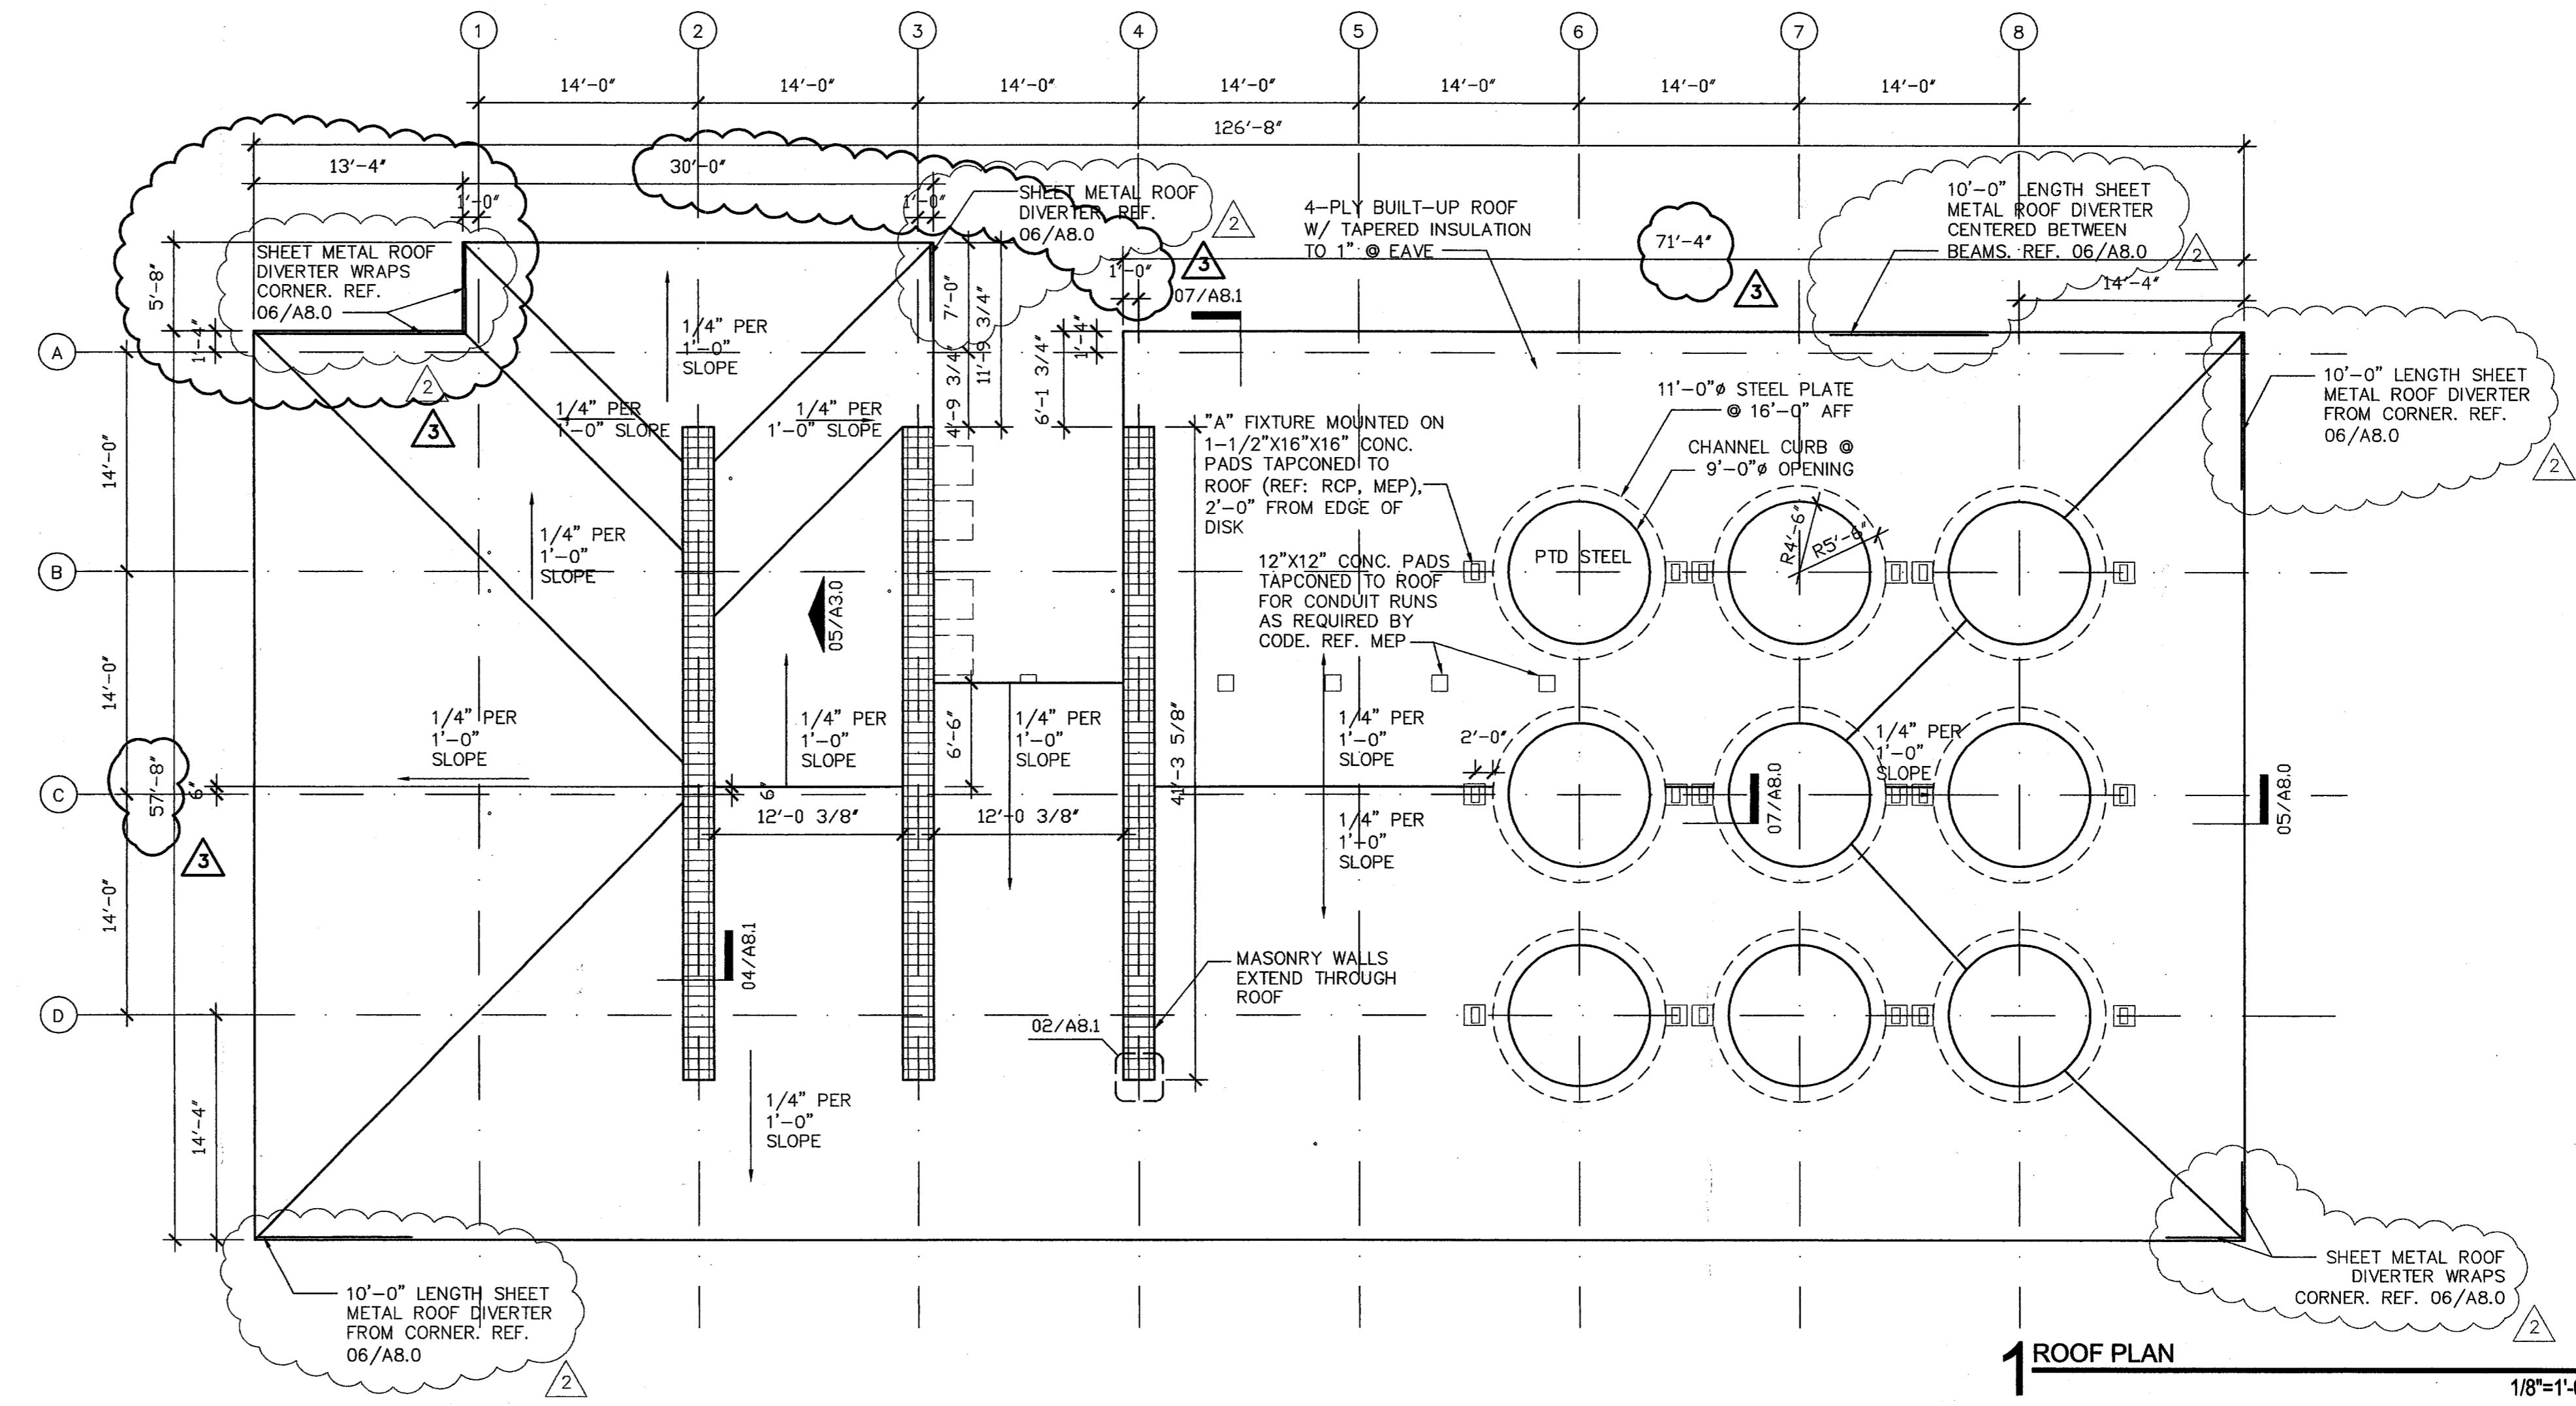 1
2
3
4
5
6
7
8
14'-0"
14'-0"
14'-0"
14'-0"
14'-0"
14'-0"
14'-0"
126'-8"
13'-4"
30'-0"
1'-0"
1'-0"
SHEET METAL ROOF
DIVERTER REF.
06/A8.0
2
SHEET METAL ROOF
DIVERTER WRAPS
CORNER. REF.
06/A8.0
2
3
4-PLY BUILT-UP ROOF
W/ TAPERED INSULATION
TO 1" @ EAVE
71'-4"
3
10'-0" LENGTH SHEET
METAL ROOF DIVERTER
CENTERED BETWEEN
BEAMS. REF. 06/A8.0
2
14'-4"
1'-0"
3
07/A8.1
5'-8"
1'-4"
7'-0"
4'-9 3/4"
11'-9 3/4"
6'-1 3/4"
1'-4"
A
1/4" PER
1'-0"
SLOPE
1/4" PER
1'-0" SLOPE
1/4" PER
1'-0" SLOPE
10'-0" LENGTH SHEET
METAL ROOF DIVERTER
FROM CORNER. REF.
06/A8.0
2
11'-0"ø STEEL PLATE
@ 16'-0" AFF
CHANNEL CURB @
9'-0"ø OPENING
"A" FIXTURE MOUNTED ON
1-1/2"X16"X16" CONC.
PADS TAPCONED TO
ROOF (REF: RCP, MEP),
2'-0" FROM EDGE OF
DISK
14'-0"
1/4" PER
1'-0"
SLOPE
B
PTD STEEL
R4'-6"
R5'-6"
12"X12" CONC. PADS
TAPCONED TO ROOF
FOR CONDUIT RUNS
AS REQUIRED BY
CODE. REF. MEP
05/A3.0
14'-0"
1/4" PER
1'-0"
SLOPE
1/4" PER
1'-0"
SLOPE
6'-6"
1/4" PER
1'-0"
SLOPE
41'-3 5/8"
1/4" PER
1'-0"
SLOPE
2'-0"
1/4" PER
1'-0"
SLOPE
C
57'-8"
6"
3
6"
12'-0 3/8"
12'-0 3/8"
1/4" PER
1'-0"
SLOPE
07/A8.0
05/A8.0
14'-0"
04/A8.1
MASONRY WALLS
EXTEND THROUGH
ROOF
D
02/A8.1
14'-4"
1/4" PER
1'-0"
SLOPE
10'-0" LENGTH SHEET
METAL ROOF DIVERTER
FROM CORNER. REF.
06/A8.0
2
SHEET METAL ROOF
DIVERTER WRAPS
CORNER. REF. 06/A8.0
2
1 ROOF PLAN